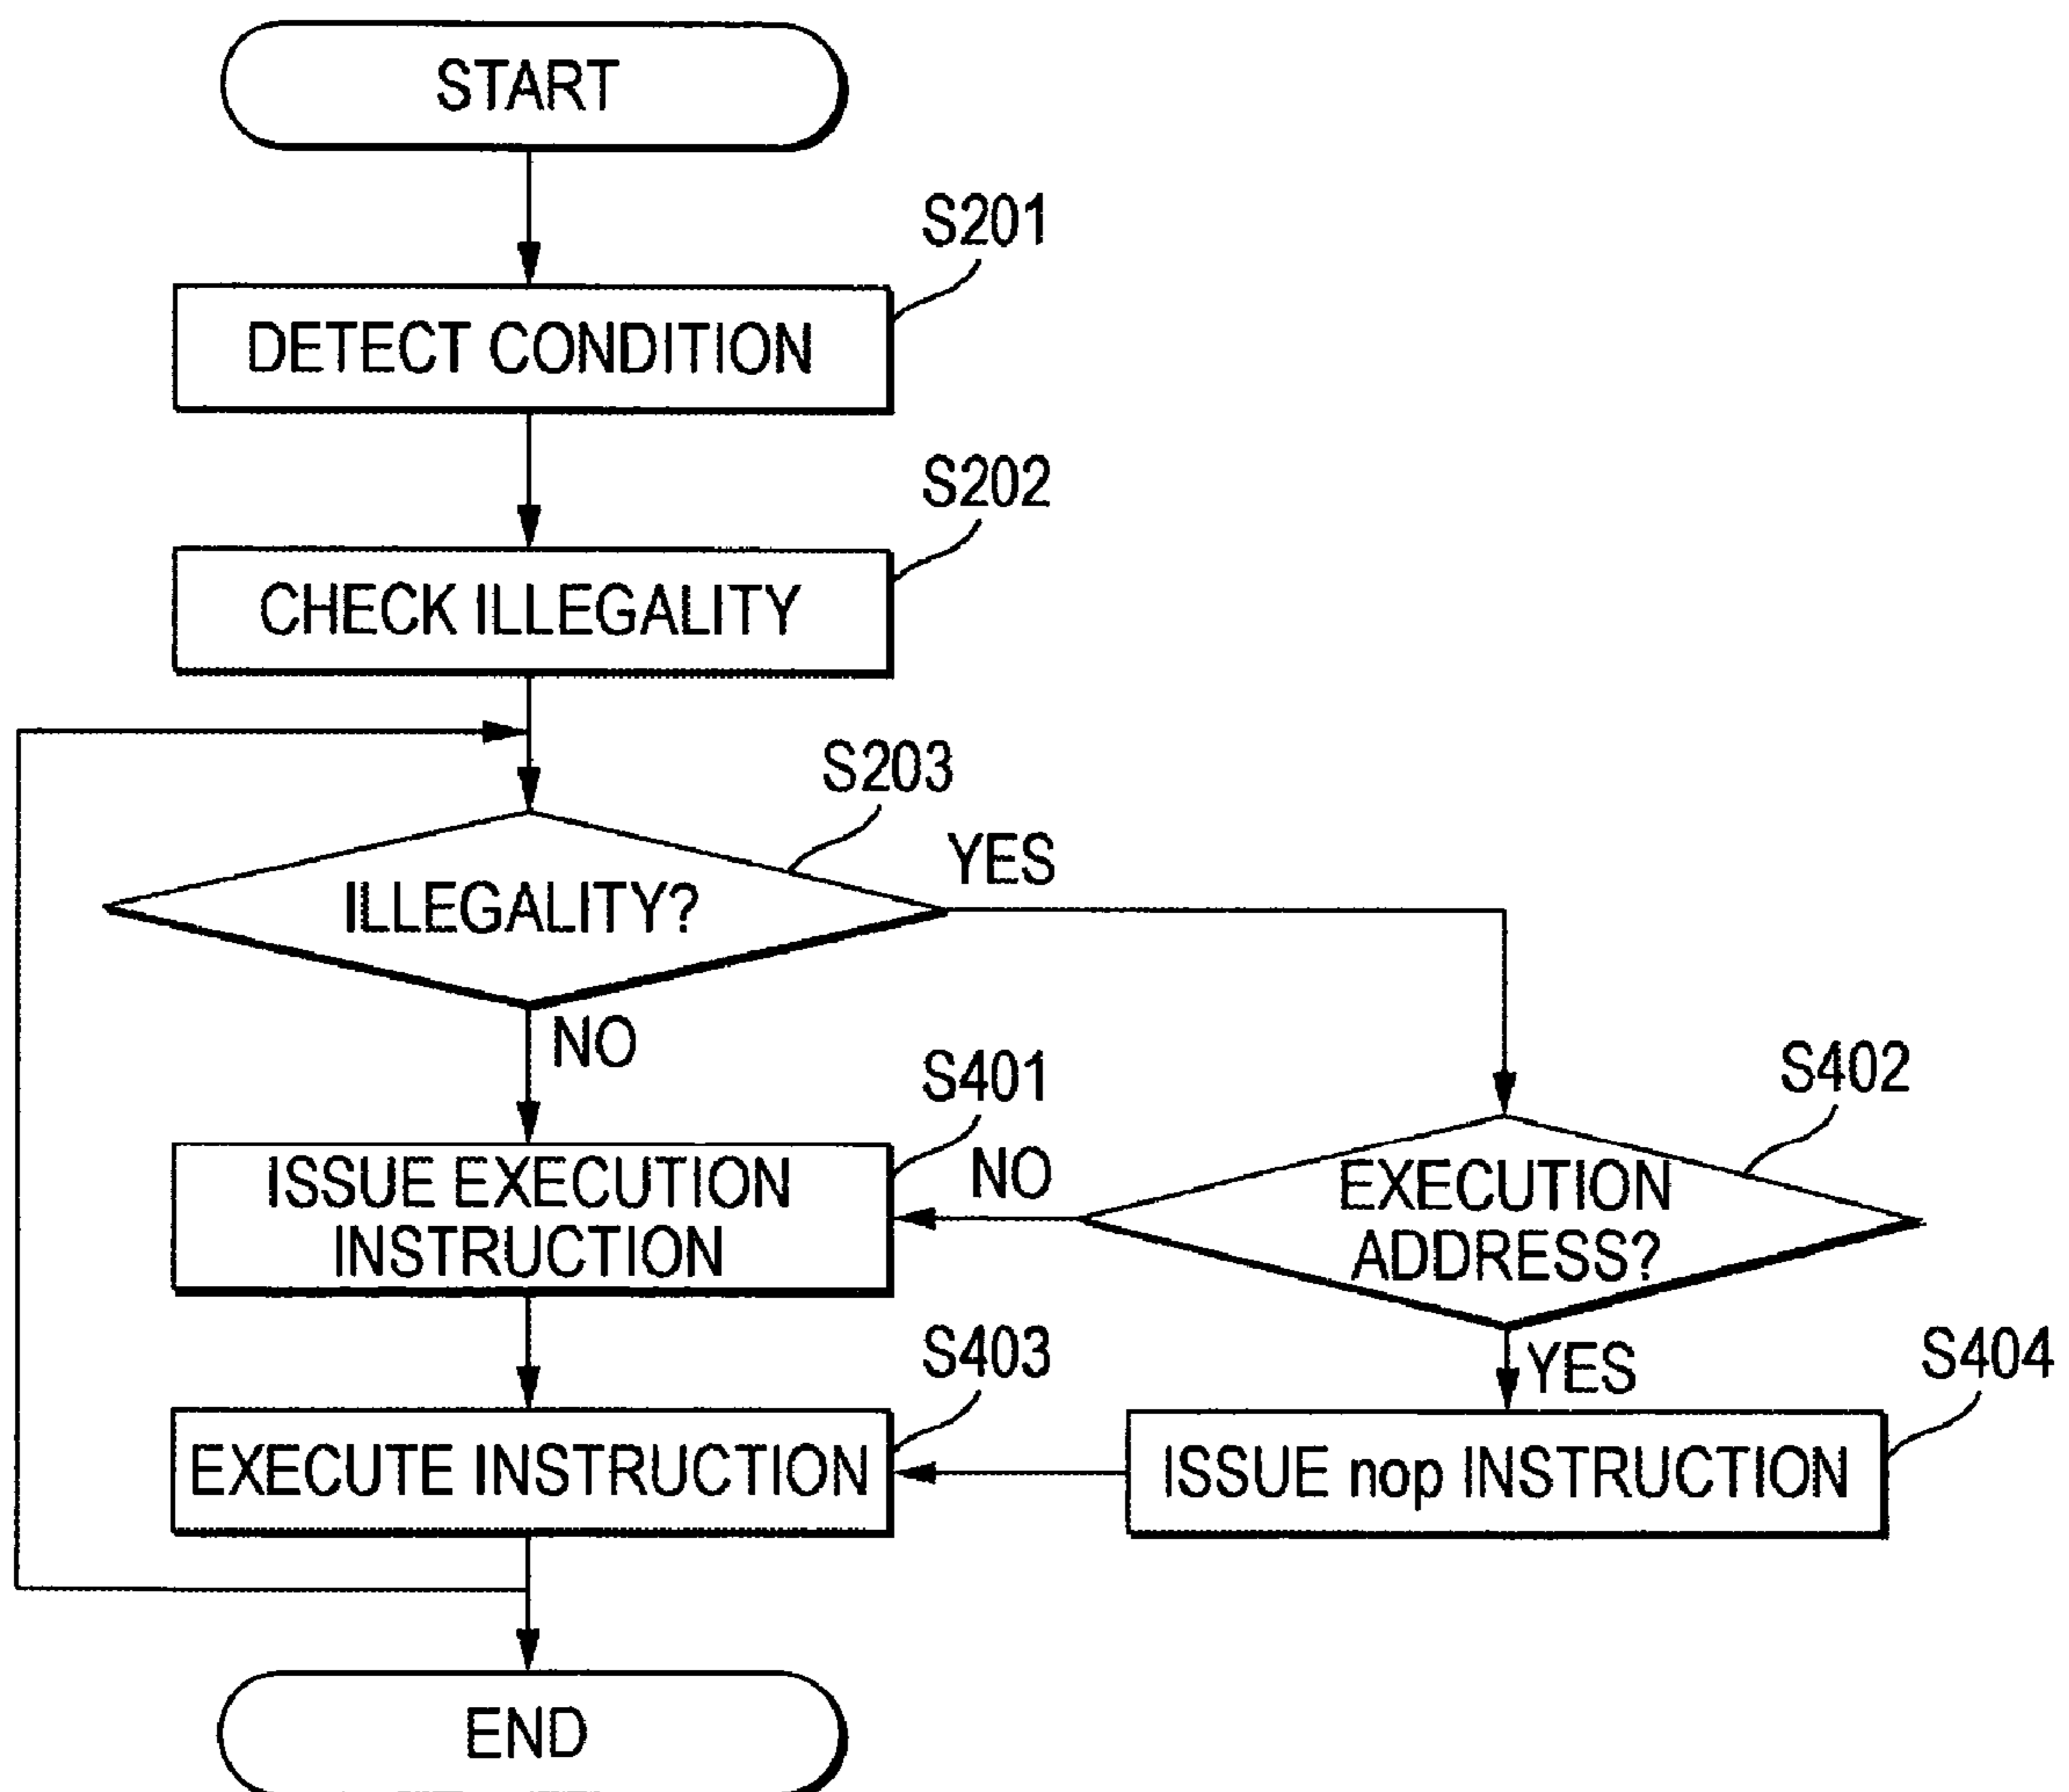 START
S201
DETECT CONDITION
S202
CHECK ILLEGALITY
S203
YES
ILLEGALITY?
NO
S401
S402
ISSUE EXECUTION
INSTRUCTION
NO
EXECUTION
ADDRESS?
S403
YES
S404
EXECUTE INSTRUCTION
ISSUE nop INSTRUCTION
END